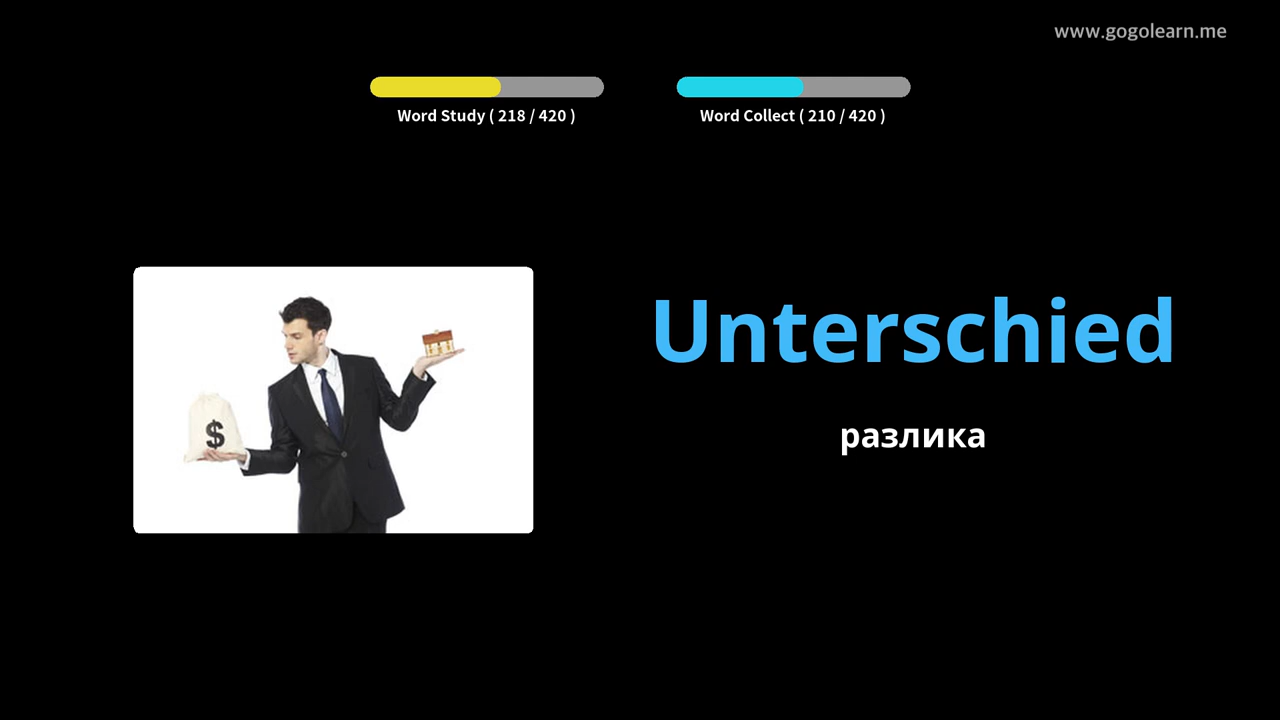 www.gogolearn.me
Word Study ( 218 / 420 )
Word Collect ( 210 / 420 )
$
Unterschied
разлика